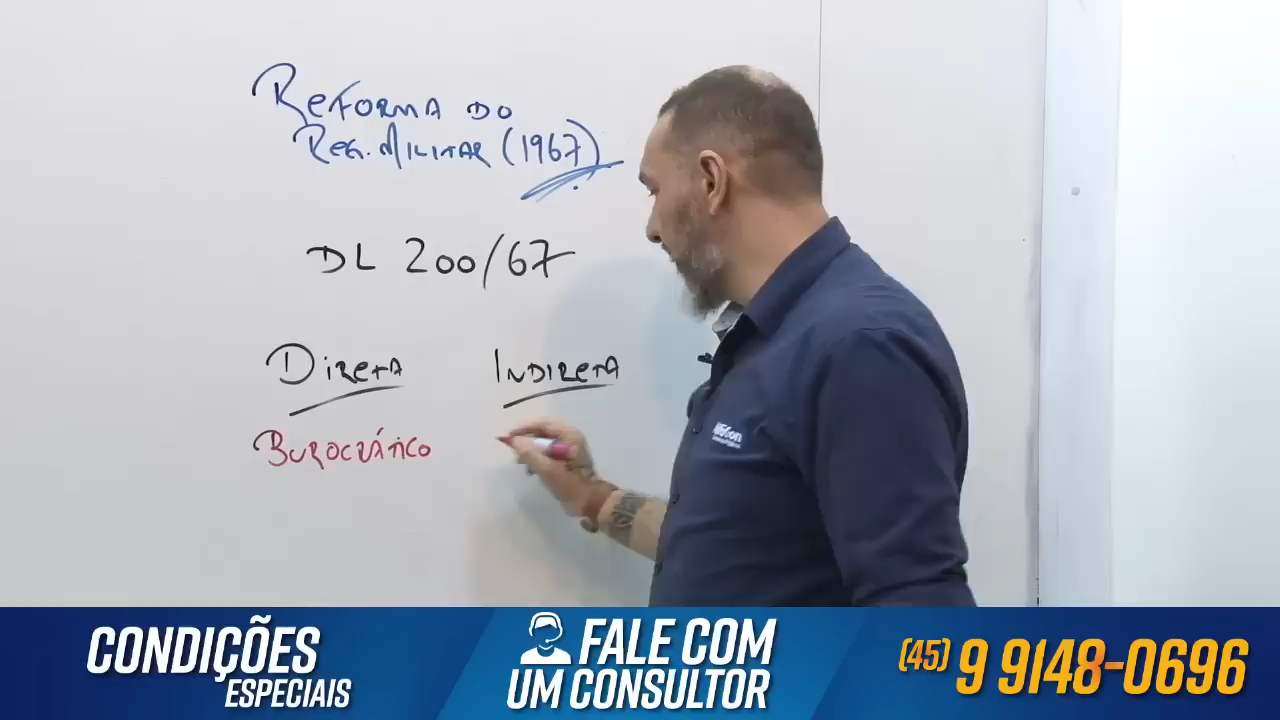 Reforma do
Reg. Militar (1967)
DL 200/67
Direta Indireta
Burocrático
AlfaCon
CONDIÇÕES
ESPECIAIS
FALE COM
UM CONSULTOR
(45) 9 9148-0696